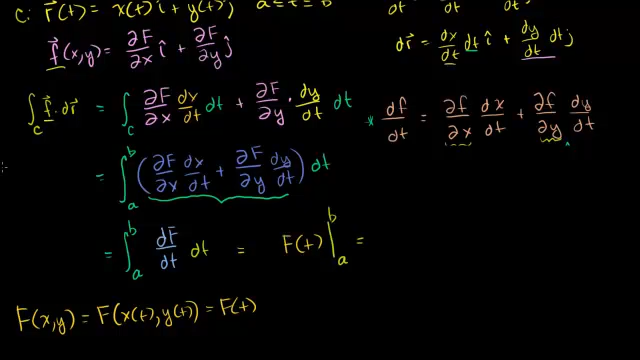 C: r⃗(t) = x(t) î + y(t) ĵ  a ≤ t ≤ b
f⃗(x,y) = ∂F/∂x î + ∂F/∂y ĵ
dr⃗ = dx/dt dt î + dy/dt dt j
∫_C f⃗ · dr⃗ = ∫_C ∂F/∂x dx/dt dt + ∂F/∂y · dy/dt dt
* df/dt = ∂f/∂x dx/dt + ∂f/∂y dy/dt
= ∫_a^b (∂F/∂x dx/dt + ∂F/∂y dy/dt) dt
= ∫_a^b dF/dt dt = F(t) |_a^b =
F(x,y) = F(x(t), y(t)) = F(t)